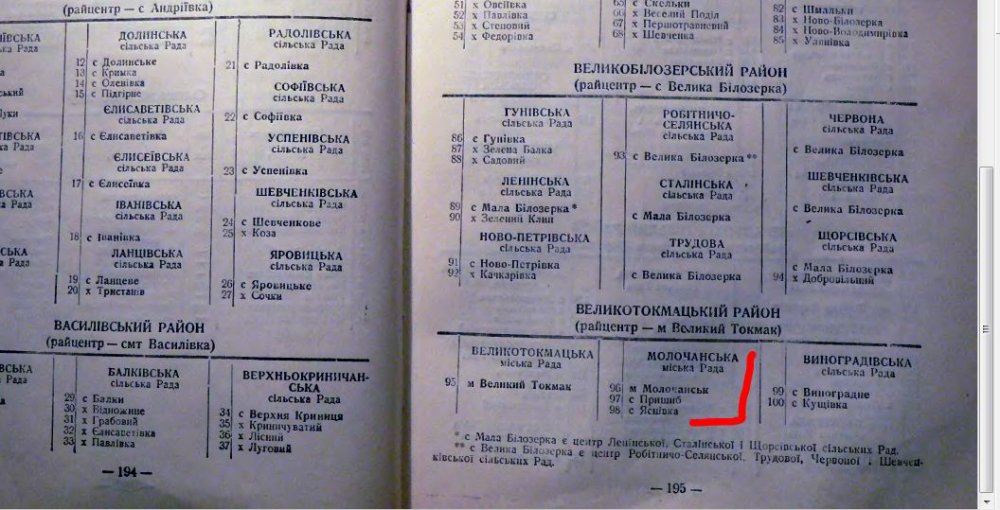 (райцентр — с Андріївка)
ДОЛИНСЬКА
сільська Рада
12 с Долинське
13 с Кримка
14 с Оленівка
15 с Підгірне
ЄЛИСАВЕТІВСЬКА
сільська Рада
16 с Єлисаветівка
ЄЛИСЕЇВСЬКА
сільська Рада
17 с Єлисеївка
ІВАНІВСЬКА
сільська Рада
18 с Іванівка
ЛАНЦІВСЬКА
сільська Рада
19 с Ланцеве
20 х Тристанів
РАДОЛІВСЬКА
сільська Рада
21 с Радолівка
СОФІЇВСЬКА
сільська Рада
22 с Софіївка
УСПЕНІВСЬКА
сільська Рада
23 с Успенівка
ШЕВЧЕНКІВСЬКА
сільська Рада
24 с Шевченкове
25 х Коза
ЯРОВИЦЬКА
сільська Рада
26 с Яровицьке
27 х Сочки
ВАСИЛІВСЬКИЙ РАЙОН
(райцентр — смт Василівка)
БАЛКІВСЬКА
сільська Рада
29 с Балки
30 х Відножине
31 х Грабовий
32 х Єлисаветівка
33 х Павлівка
ВЕРХНЬОКРИНИЧАН-
СЬКА
сільська Рада
34 с Верхня Криниця
35 х Криничуватий
36 х Лісний
37 х Луговий
— 194 —
51 х Овсіївка
52 х Павлівка
53 х Степовий
54 х Федорівка
65 с Скельки
66 х Веселий Поділ
67 х Першотравневий
68 х Шевченка
82 с Шмальки
83 х Ново-Білозерка
84 х Ново-Володимирівка
85 х Улянівка
ВЕЛИКОБІЛОЗЕРСЬКИЙ РАЙОН
(райцентр — с Велика Білозерка)
ГУНІВСЬКА
сільська Рада
86 с Гунівка
87 х Зелена Балка
88 х Садовий
ЛЕНІНСЬКА
сільська Рада
89 с Мала Білозерка *
90 х Зелений Клин
НОВО-ПЕТРІВСЬКА
сільська Рада
91 с Ново-Петрівка
92 х Качкарівка
РОБІТНИЧО-
СЕЛЯНСЬКА
сільська Рада
93 с Велика Білозерка **
СТАЛІНСЬКА
сільська Рада
с Мала Білозерка
ТРУДОВА
сільська Рада
с Велика Білозерка
ЧЕРВОНА
сільська Рада
с Велика Білозерка
ШЕВЧЕНКІВСЬКА
сільська Рада
с Велика Білозерка
ЩОРСІВСЬКА
сільська Рада
с Мала Білозерка
94 х Добровільний
ВЕЛИКОТОКМАЦЬКИЙ РАЙОН
(райцентр — м Великий Токмак)
ВЕЛИКОТОКМАЦЬКА
міська Рада
95 м Великий Токмак
МОЛОЧАНСЬКА
міська Рада
96 м Молочанськ
97 с Пришиб
98 с Яснівка
ВИНОГРАДІВСЬКА
сільська Рада
99 с Виноградне
100 с Кущівка
* с Мала Білозерка є центр Ленінської, Сталінської і Щорсівської сільських Рад.
** с Велика Білозерка є центр Робітничо-Селянської, Трудової, Червоної і Шевчен-
ківської сільських Рад.
— 195 —